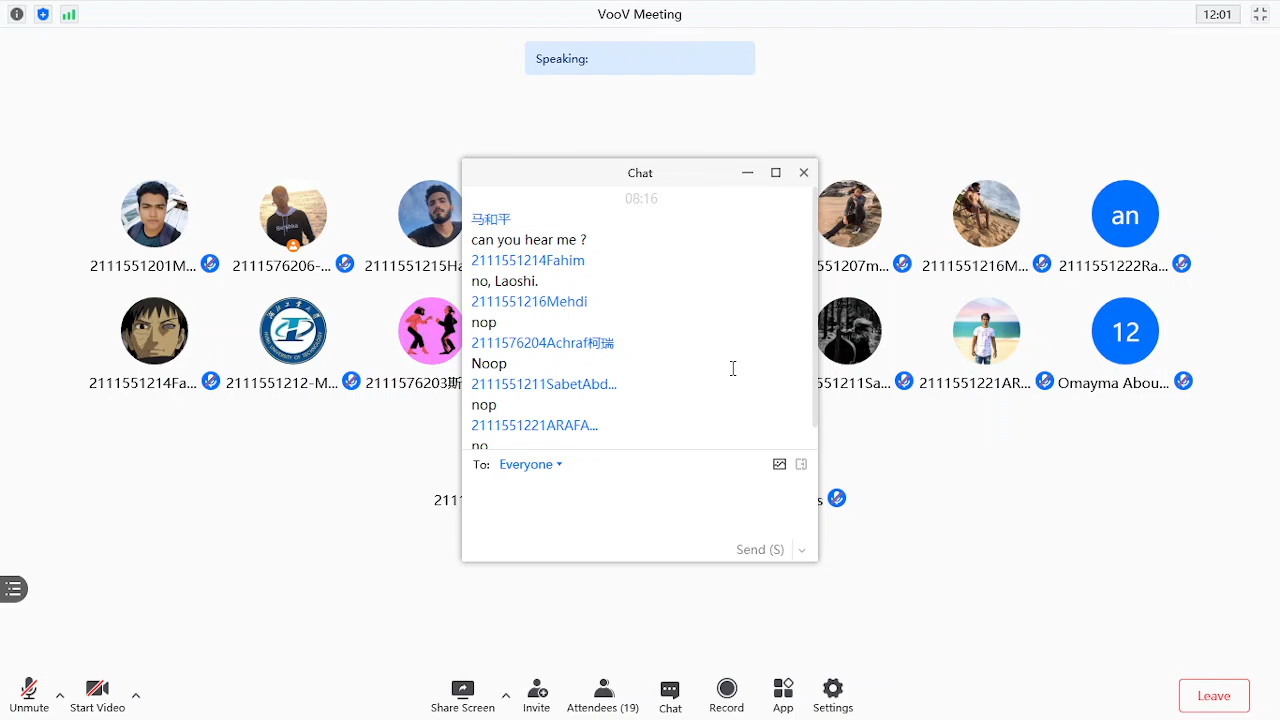 VooV Meeting
12:01
Speaking:
Chat
08:16
马和平
can you hear me ?
2111551214Fahim
no, Laoshi.
2111551216Mehdi
nop
2111576204Achraf柯瑞
Noop
2111551211SabetAbd...
nop
2111551221ARAFA...
no
To: Everyone
Send (S)
2111551201M...
2111576206-...
2111551215Ha
551207m...
2111551216M...
an
2111551222Ra...
2111551214Fa...
2111551212-M...
2111576203斯
551211Sa...
2111551221AR...
12
Omayma Abou...
2111
s
Unmute
Start Video
Share Screen
Invite
Attendees (19)
Chat
Record
App
Settings
Leave